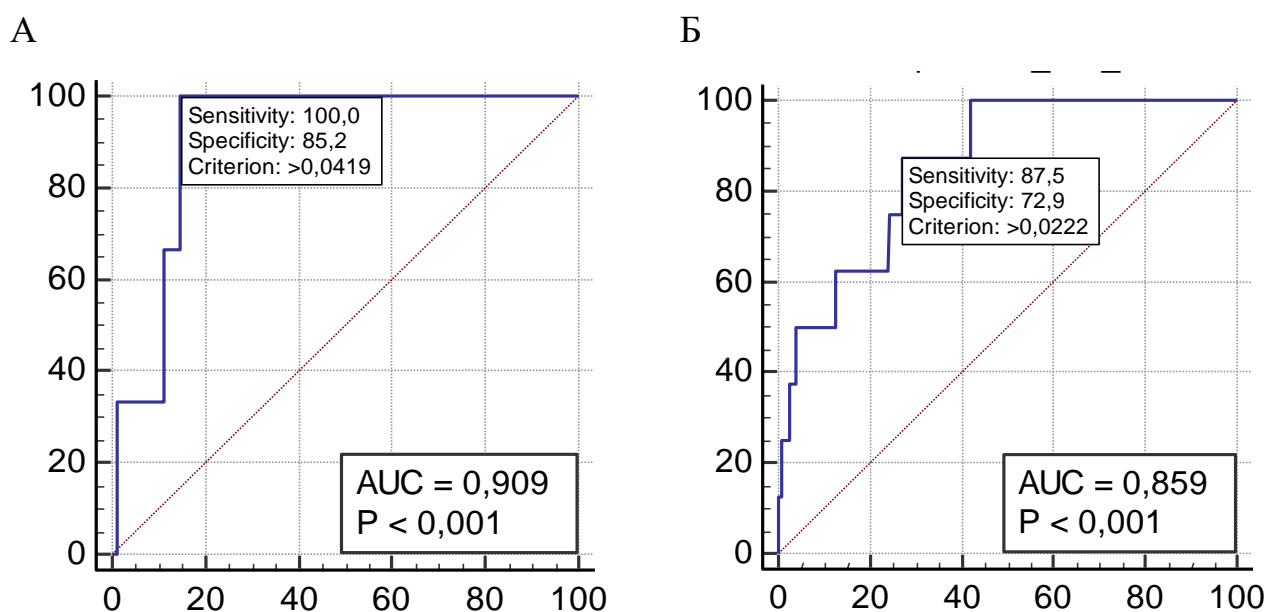 А
100
80
60
40
20
0
0 20 40 60 80 100
Sensitivity: 100,0
Specificity: 85,2
Criterion: >0,0419
AUC = 0,909
P < 0,001
Б
100
80
60
40
20
0
0 20 40 60 80 100
Sensitivity: 87,5
Specificity: 72,9
Criterion: >0,0222
AUC = 0,859
P < 0,001